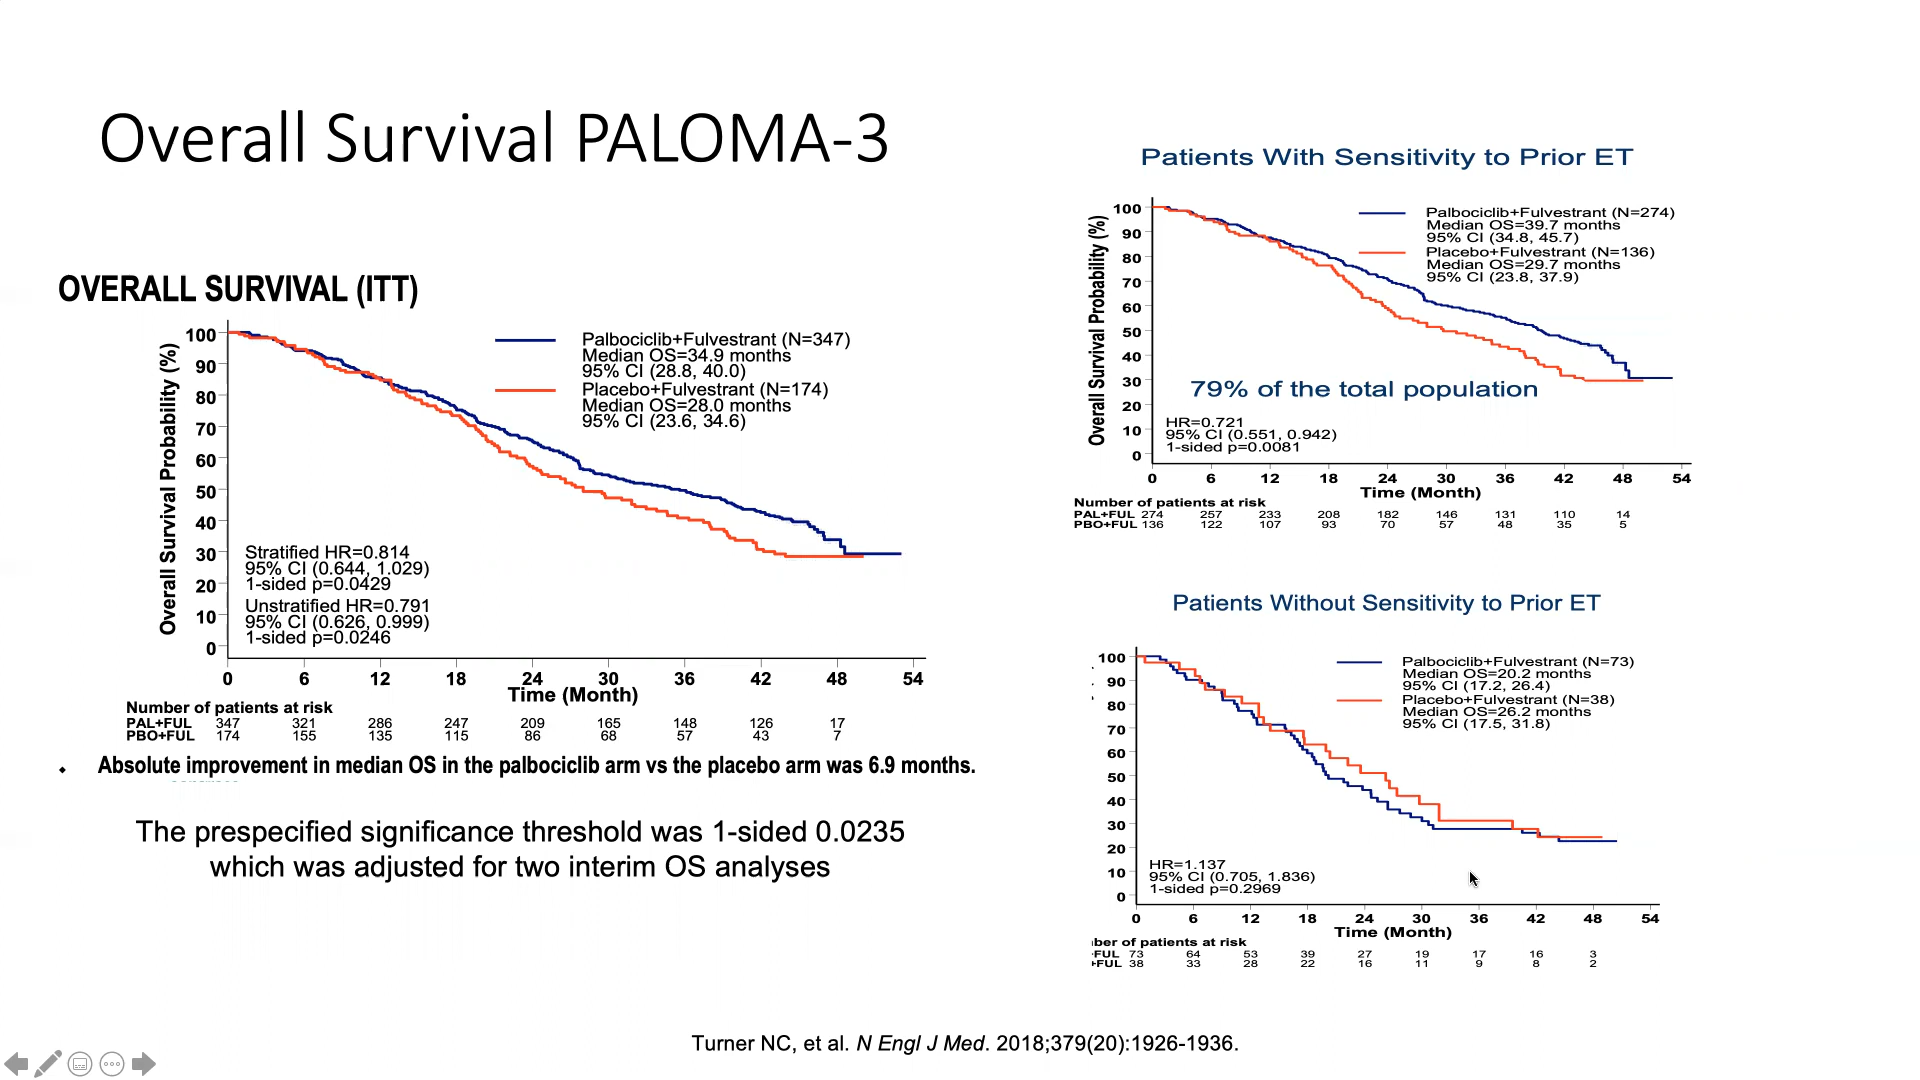 Overall Survival PALOMA-3
OVERALL SURVIVAL (ITT)
Overall Survival Probability (%)
100
90
80
70
60
50
40
30
20
10
0
Palbociclib+Fulvestrant (N=347)
Median OS=34.9 months
95% CI (28.8, 40.0)
Placebo+Fulvestrant (N=174)
Median OS=28.0 months
95% CI (23.6, 34.6)
Stratified HR=0.814
95% CI (0.644, 1.029)
1-sided p=0.0429
Unstratified HR=0.791
95% CI (0.626, 0.999)
1-sided p=0.0246
0 6 12 18 24 30 36 42 48 54
Time (Month)
Number of patients at risk
PAL+FUL 347 321 286 247 209 165 148 126 17
PBO+FUL 174 155 135 115 86 68 57 43 7
Absolute improvement in median OS in the palbociclib arm vs the placebo arm was 6.9 months.
The prespecified significance threshold was 1-sided 0.0235
which was adjusted for two interim OS analyses
Patients With Sensitivity to Prior ET
Overall Survival Probability (%)
100
90
80
70
60
50
40
30
20
10
0
Palbociclib+Fulvestrant (N=274)
Median OS=39.7 months
95% CI (34.8, 45.7)
Placebo+Fulvestrant (N=136)
Median OS=29.7 months
95% CI (23.8, 37.9)
79% of the total population
HR=0.721
95% CI (0.551, 0.942)
1-sided p=0.0081
0 6 12 18 24 30 36 42 48 54
Time (Month)
Number of patients at risk
PAL+FUL 274 257 233 208 182 146 131 110 14
PBO+FUL 136 122 107 93 70 57 48 35 5
Patients Without Sensitivity to Prior ET
100
90
80
70
60
50
40
30
20
10
0
Palbociclib+Fulvestrant (N=73)
Median OS=20.2 months
95% CI (17.2, 26.4)
Placebo+Fulvestrant (N=38)
Median OS=26.2 months
95% CI (17.5, 31.8)
HR=1.137
95% CI (0.705, 1.836)
1-sided p=0.2969
0 6 12 18 24 30 36 42 48 54
Time (Month)
ber of patients at risk
+FUL 73 64 53 39 27 19 17 16 3
+FUL 38 33 28 22 16 11 9 8 2
Turner NC, et al. N Engl J Med. 2018;379(20):1926-1936.